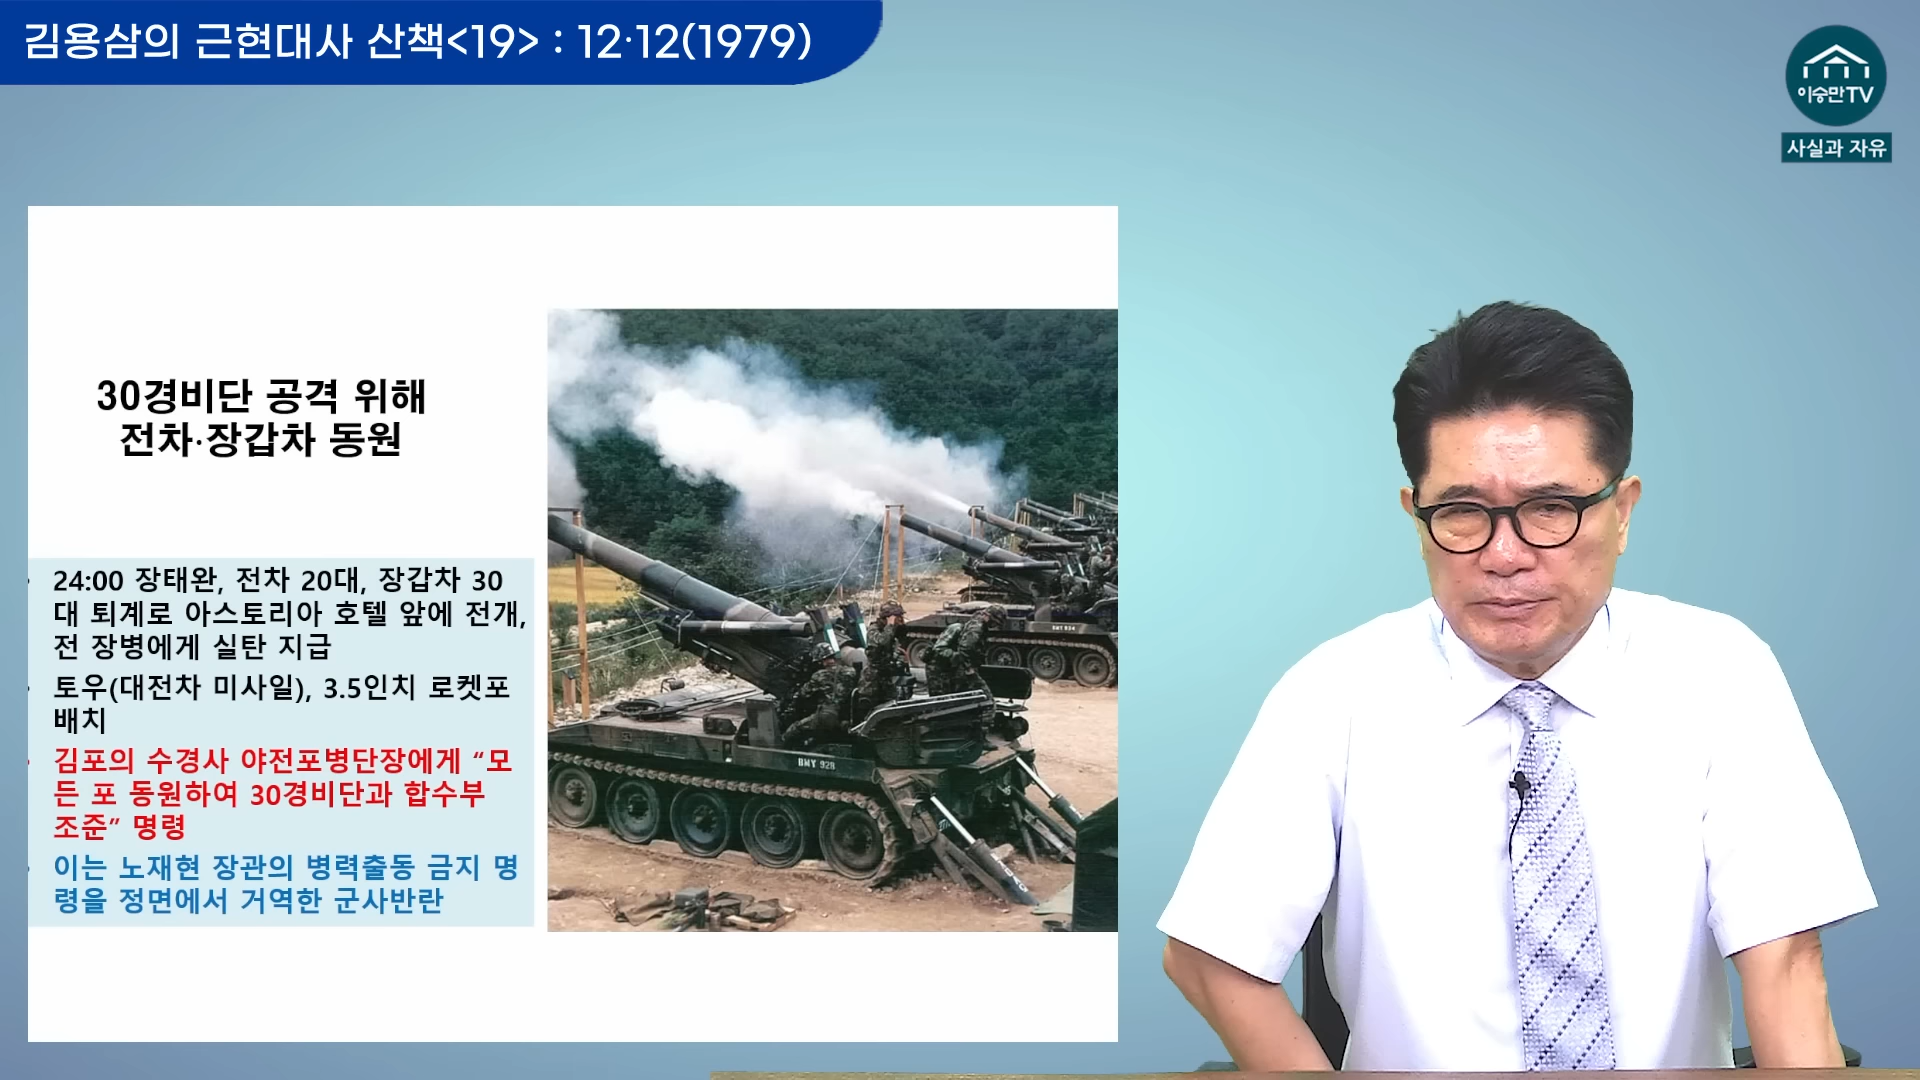 김용삼의 근현대사 산책<19> : 12·12(1979)
이승만TV
사실과 자유
30경비단 공격 위해
전차·장갑차 동원
• 24:00 장태완, 전차 20대, 장갑차 30
대 퇴계로 아스토리아 호텔 앞에 전개,
전 장병에게 실탄 지급
• 토우(대전차 미사일), 3.5인치 로켓포
배치
• 김포의 수경사 야전포병단장에게 “모
든 포 동원하여 30경비단과 합수부
조준” 명령
• 이는 노재현 장관의 병력출동 금지 명
령을 정면에서 거역한 군사반란
BMY 928